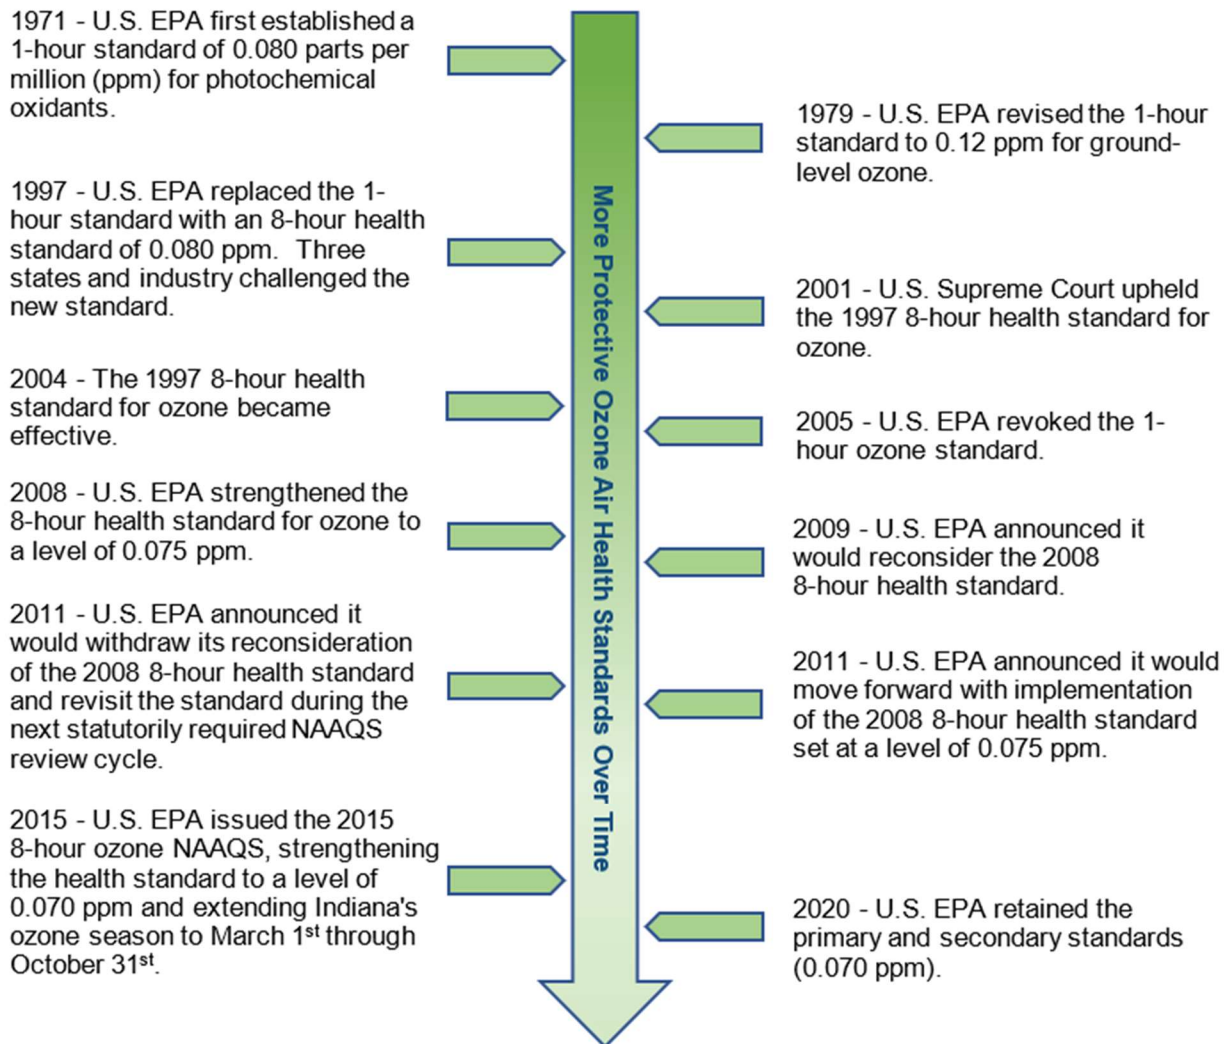 1971 - U.S. EPA first established a
1-hour standard of 0.080 parts per
million (ppm) for photochemical
oxidants.
1979 - U.S. EPA revised the 1-hour
standard to 0.12 ppm for ground-
level ozone.
1997 - U.S. EPA replaced the 1-
hour standard with an 8-hour health
standard of 0.080 ppm.  Three
states and industry challenged the
new standard.
2001 - U.S. Supreme Court upheld
the 1997 8-hour health standard for
ozone.
2004 - The 1997 8-hour health
standard for ozone became
effective.
2005 - U.S. EPA revoked the 1-
hour ozone standard.
2008 - U.S. EPA strengthened the
8-hour health standard for ozone to
a level of 0.075 ppm.
2009 - U.S. EPA announced it
would reconsider the 2008
8-hour health standard.
2011 - U.S. EPA announced it
would withdraw its reconsideration
of the 2008 8-hour health standard
and revisit the standard during the
next statutorily required NAAQS
review cycle.
2011 - U.S. EPA announced it would
move forward with implementation
of the 2008 8-hour health standard
set at a level of 0.075 ppm.
2015 - U.S. EPA issued the 2015
8-hour ozone NAAQS, strengthening
the health standard to a level of
0.070 ppm and extending Indiana's
ozone season to March 1st through
October 31st.
2020 - U.S. EPA retained the
primary and secondary standards
(0.070 ppm).
More Protective Ozone Air Health Standards Over Time